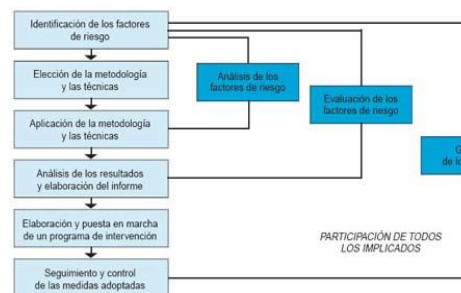 Identificación de los factores
de riesgo
Elección de la metodología
y las técnicas
Aplicación de la metodología
y las técnicas
Análisis de los resultados
y elaboración del informe
Elaboración y puesta en marcha
de un programa de intervención
Seguimiento y control
de las medidas adoptadas
Análisis de los
factores de riesgo
Evaluación de los
factores de riesgo
G
de lo
PARTICIPACIÓN DE TODOS
LOS IMPLICADOS